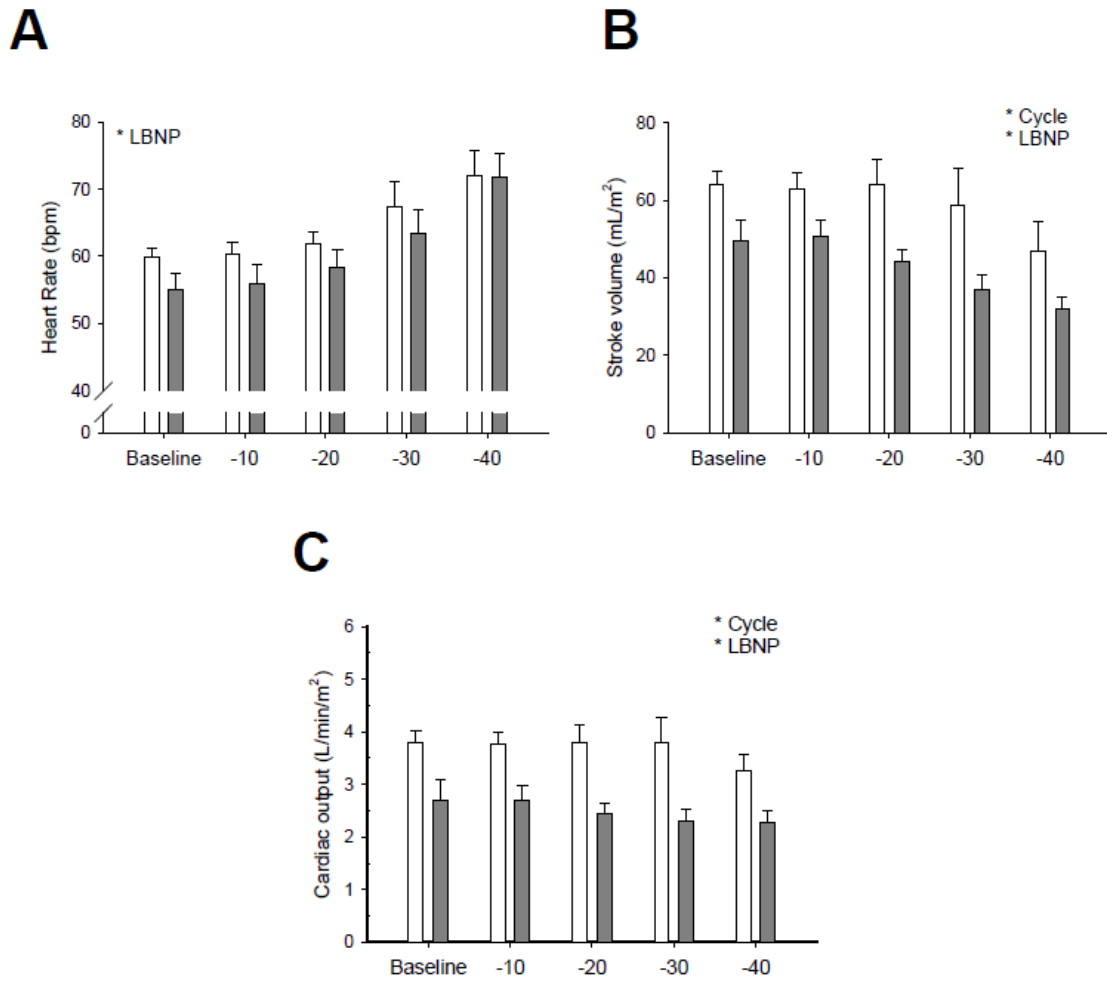 A
* LBNP
Heart Rate (bpm)
80
70
60
50
40
0
Baseline -10 -20 -30 -40
B
* Cycle
* LBNP
Stroke volume (mL/m²)
80
60
40
20
0
Baseline -10 -20 -30 -40
C
* Cycle
* LBNP
Cardiac output (L/min/m²)
6
5
4
3
2
1
0
Baseline -10 -20 -30 -40